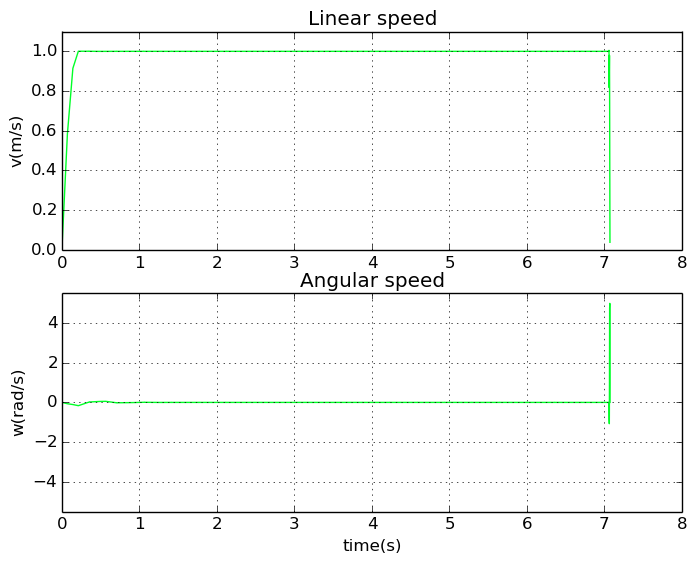 Linear speed
1.0
0.8
0.6
0.4
0.2
0.0
v(m/s)
0 1 2 3 4 5 6 7 8
Angular speed
4
2
0
−2
−4
w(rad/s)
0 1 2 3 4 5 6 7 8
time(s)